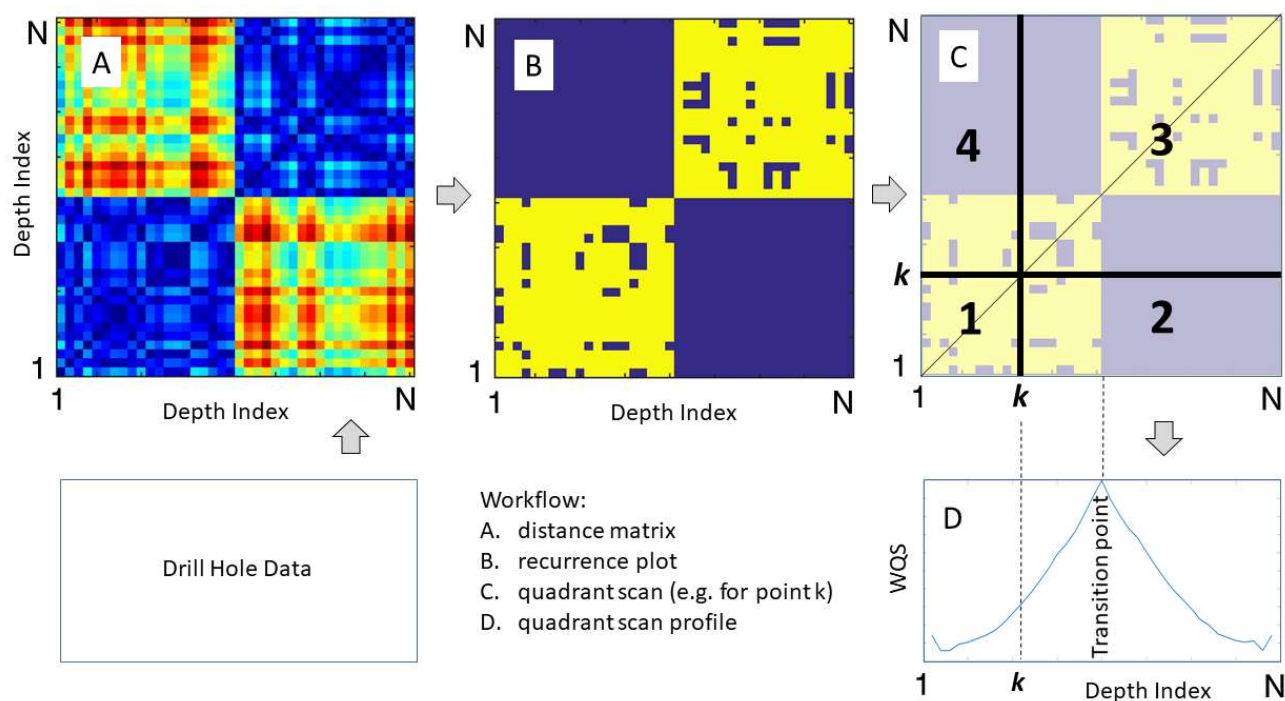 N
A
Depth Index
1
1
N
Depth Index
N
B
1
1
N
Depth Index
N
C
4
3
k
1
2
1
1
k
N
Drill Hole Data
Workflow:
A. distance matrix
B. recurrence plot
C. quadrant scan (e.g. for point k)
D. quadrant scan profile
D
WQS
Transition point
1
k
Depth Index
N